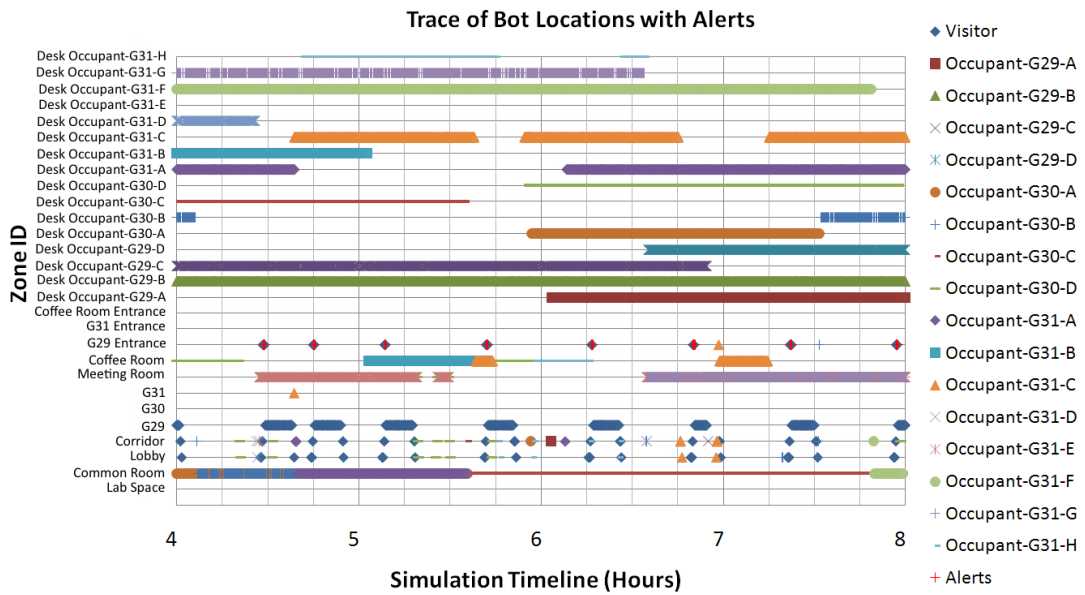 Trace of Bot Locations with Alerts
Zone ID
Desk Occupant-G31-H
Desk Occupant-G31-G
Desk Occupant-G31-F
Desk Occupant-G31-E
Desk Occupant-G31-D
Desk Occupant-G31-C
Desk Occupant-G31-B
Desk Occupant-G31-A
Desk Occupant-G30-D
Desk Occupant-G30-C
Desk Occupant-G30-B
Desk Occupant-G30-A
Desk Occupant-G29-D
Desk Occupant-G29-C
Desk Occupant-G29-B
Desk Occupant-G29-A
Coffee Room Entrance
G31 Entrance
G29 Entrance
Coffee Room
Meeting Room
G31
G30
G29
Corridor
Lobby
Common Room
Lab Space
4 5 6 7 8
Simulation Timeline (Hours)
Visitor
Occupant-G29-A
Occupant-G29-B
Occupant-G29-C
Occupant-G29-D
Occupant-G30-A
Occupant-G30-B
Occupant-G30-C
Occupant-G30-D
Occupant-G31-A
Occupant-G31-B
Occupant-G31-C
Occupant-G31-D
Occupant-G31-E
Occupant-G31-F
Occupant-G31-G
Occupant-G31-H
Alerts